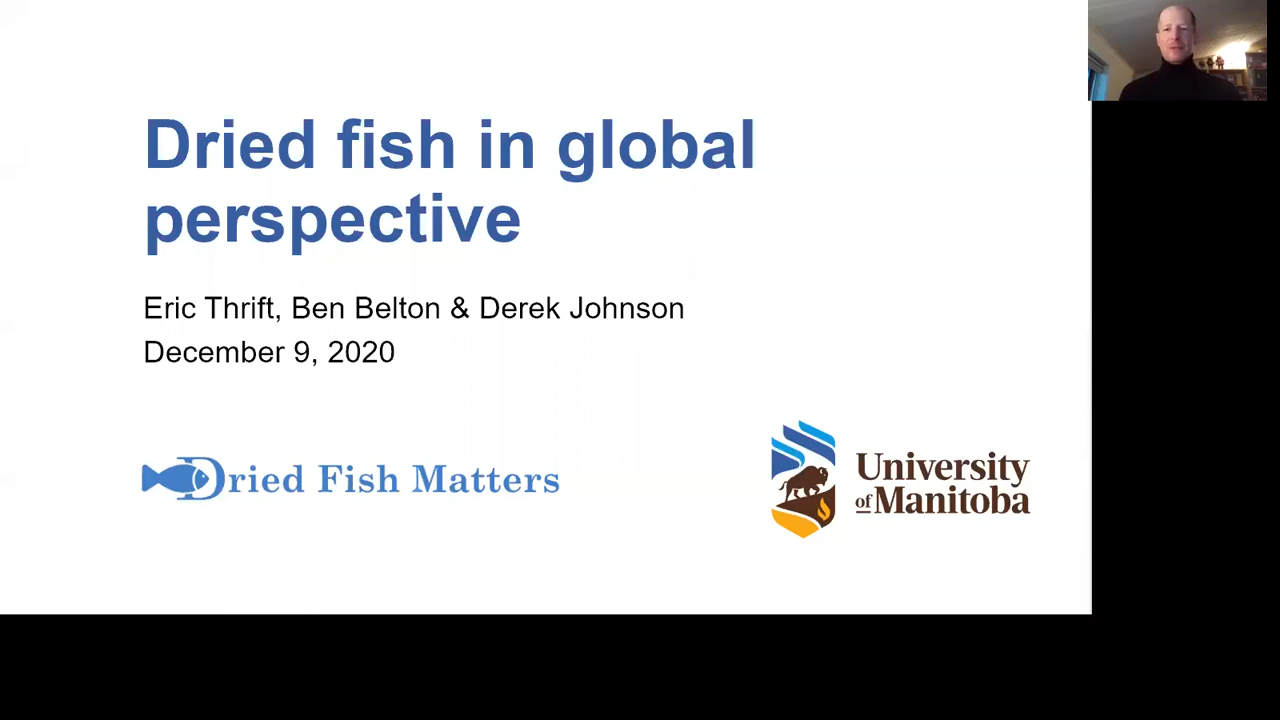 Dried fish in global
perspective
Eric Thrift, Ben Belton & Derek Johnson
December 9, 2020
Dried Fish Matters
University
of Manitoba